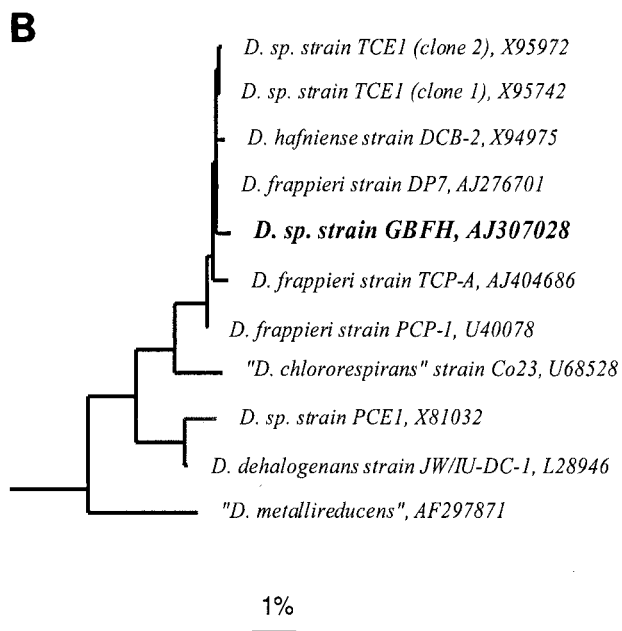 B
D. sp. strain TCE1 (clone 2), X95972
D. sp. strain TCE1 (clone 1), X95742
D. hafniense strain DCB-2, X94975
D. frappieri strain DP7, AJ276701
D. sp. strain GBFH, AJ307028
D. frappieri strain TCP-A, AJ404686
D. frappieri strain PCP-1, U40078
"D. chlororespirans" strain Co23, U68528
D. sp. strain PCE1, X81032
D. dehalogenans strain JW/IU-DC-1, L28946
"D. metallireducens", AF297871
1%